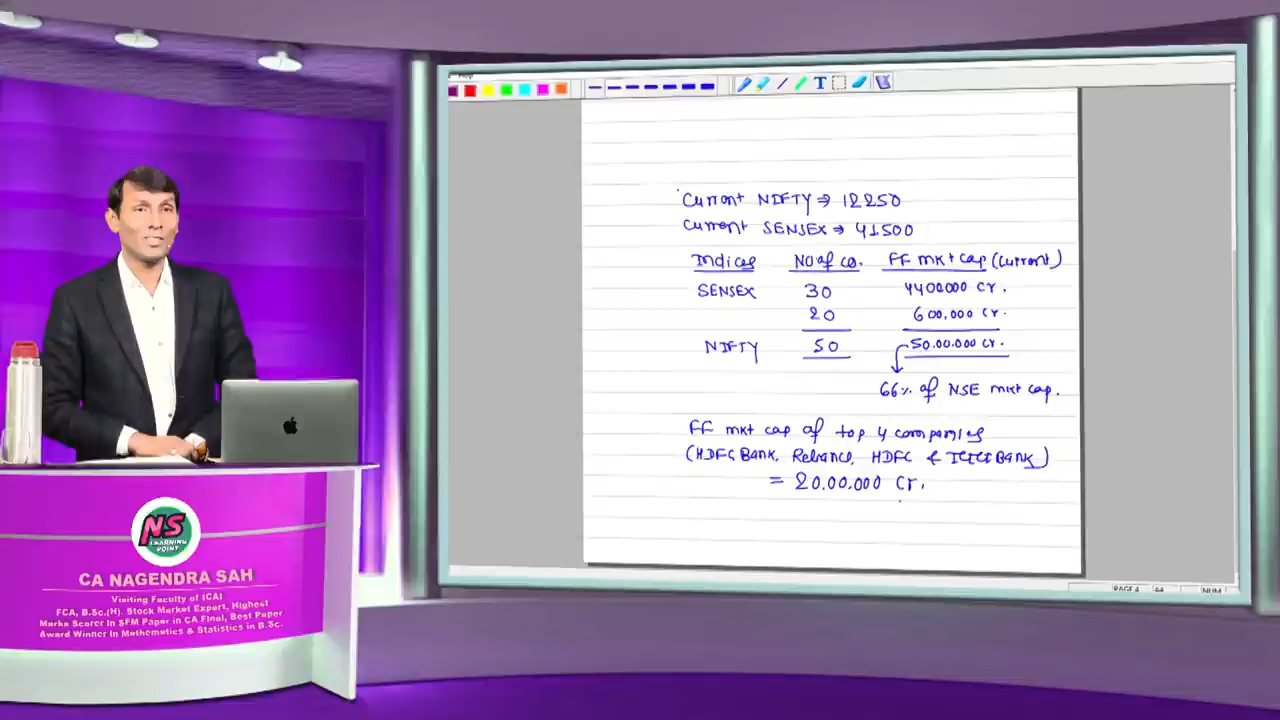 Help
T
Current NIFTY ⇒ 12250
Current SENSEX ⇒ 41500
Indices No of co. FF mkt cap (current)
SENSEX 30 4400000 Cr.
20 600,000 Cr.
NIFTY 50 50.00.000 Cr.
66% of NSE mkt cap.
FF mkt cap of top 4 companies
(HDFC BANK, Reliance, HDFC & ICICI BANK)
= 20.00.000 Cr.
PAGE 4 NUM
NS
LEARNING
POINT
CA NAGENDRA SAH
Visiting Faculty of ICAI
FCA, B.Sc.(H). Stock Market Expert, Highest
Marks Scorer In SFM Paper in CA Final, Best Paper
Award Winner In Mathematics & Statistics in B.Sc.